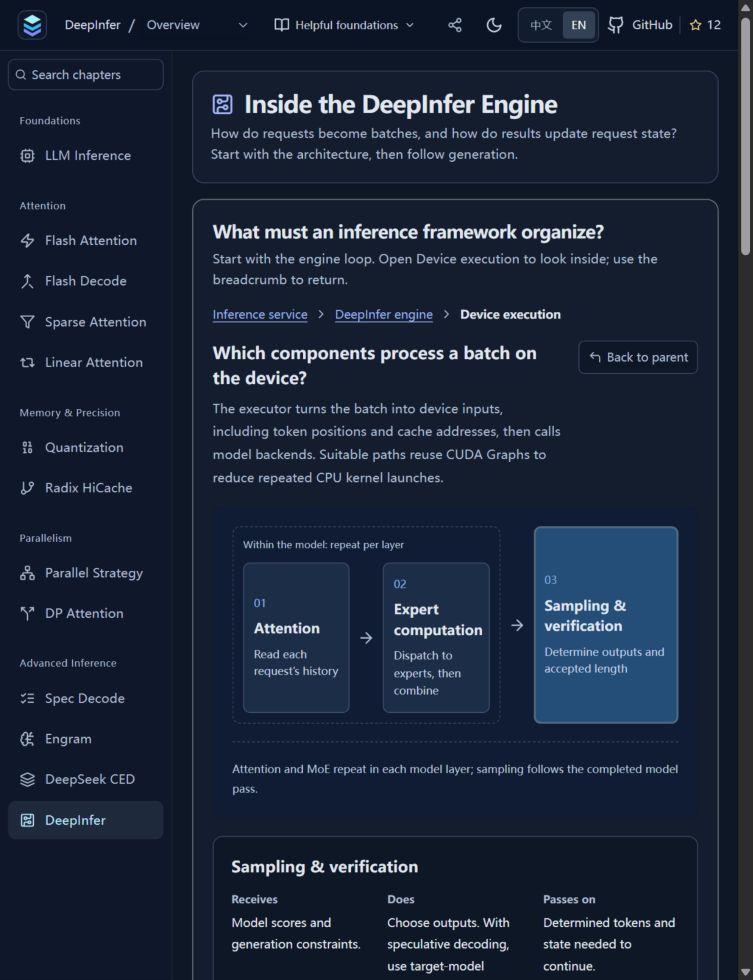 DeepInfer / Overview
Helpful foundations
中文
EN
GitHub
12
Search chapters
Foundations
LLM Inference
Attention
Flash Attention
Flash Decode
Sparse Attention
Linear Attention
Memory & Precision
Quantization
Radix HiCache
Parallelism
Parallel Strategy
DP Attention
Advanced Inference
Spec Decode
Engram
DeepSeek CED
DeepInfer
Inside the DeepInfer Engine
How do requests become batches, and how do results update request state?
Start with the architecture, then follow generation.
What must an inference framework organize?
Start with the engine loop. Open Device execution to look inside; use the
breadcrumb to return.
Inference service > DeepInfer engine > Device execution
Which components process a batch on
the device?
Back to parent
The executor turns the batch into device inputs,
including token positions and cache addresses, then calls
model backends. Suitable paths reuse CUDA Graphs to
reduce repeated CPU kernel launches.
Within the model: repeat per layer
01
Attention
Read each
request's history
02
Expert
computation
Dispatch to
experts, then
combine
03
Sampling &
verification
Determine outputs and
accepted length
Attention and MoE repeat in each model layer; sampling follows the completed model
pass.
Sampling & verification
Receives
Model scores and
generation constraints.
Does
Choose outputs. With
speculative decoding,
use target-model
Passes on
Determined tokens and
state needed to
continue.